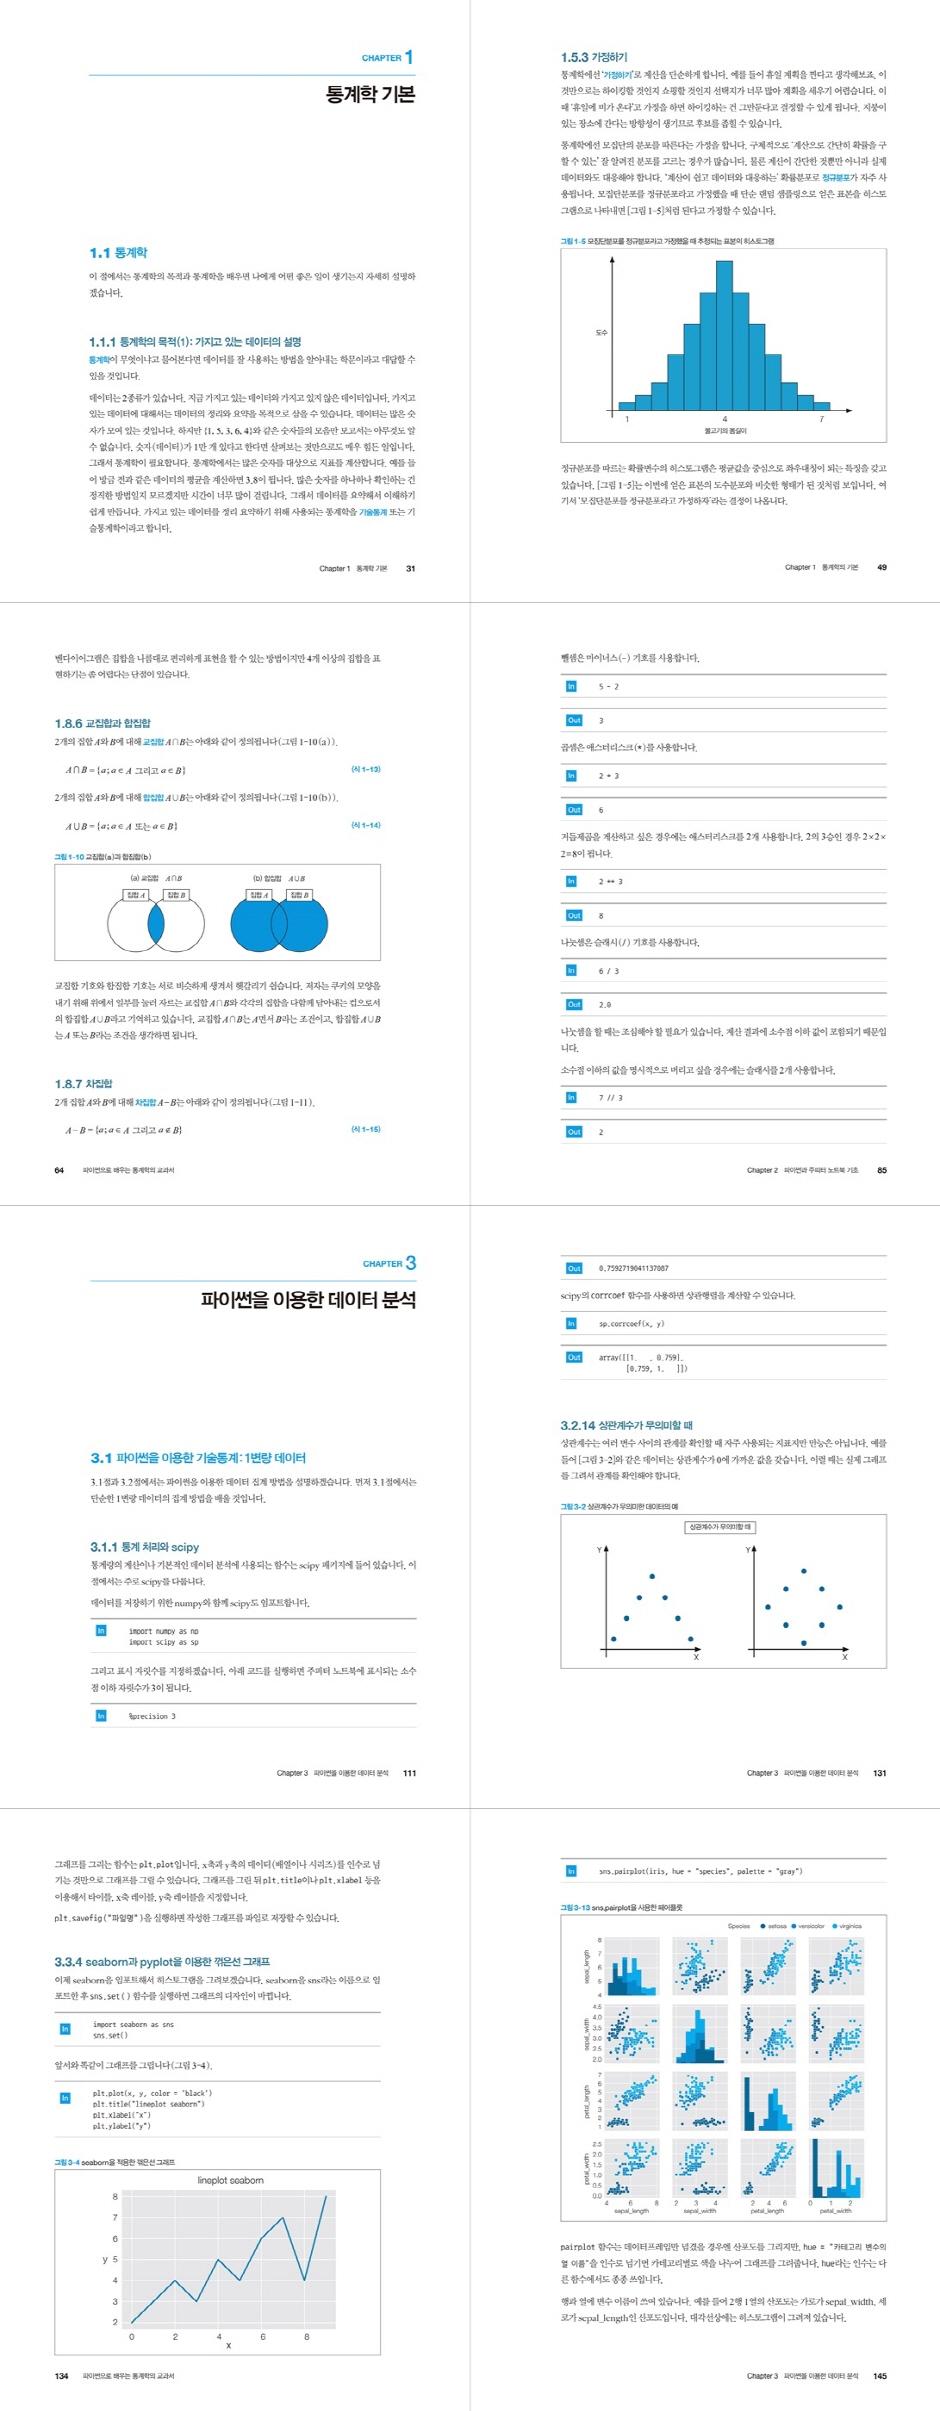 CHAPTER 1
통계학 기본
1.1 통계학
이 절에서는 통계학의 목적과 통계학을 배우면 나에게 어떤 좋은 일이 생기는지 자세히 설명하
겠습니다.
1.1.1 통계학의 목적(1): 가지고 있는 데이터의 설명
통계학이 무엇이냐고 물어본다면 데이터를 잘 사용하는 방법을 알아내는 학문이라고 대답할 수
있을 것입니다.
데이터는 2종류가 있습니다. 지금 가지고 있는 데이터와 가지고 있지 않은 데이터입니다. 가지고
있는 데이터에 대해서는 데이터의 정리와 요약을 목적으로 삼을 수 있습니다. 데이터는 많은 숫
자가 모여 있는 것입니다. 하지만 {1, 5, 3, 6, 4}와 같은 숫자들의 모음만 보고서는 아무것도 알
수 없습니다. 숫자(데이터)가 1만 개 있다고 한다면 살펴보는 것만으로도 매우 힘든 일입니다.
그래서 통계학이 필요합니다. 통계학에서는 많은 숫자를 대상으로 지표를 계산합니다. 예를 들
어 방금 전과 같은 데이터의 평균을 계산하면 3.8이 됩니다. 많은 숫자를 하나하나 확인하는 건
정직한 방법일지 모르겠지만 시간이 너무 많이 걸립니다. 그래서 데이터를 요약해서 이해하기
쉽게 만듭니다. 가지고 있는 데이터를 정리 요약하기 위해 사용되는 통계학을 기술통계 또는 기
술통계학이라고 합니다.
Chapter 1 통계학 기본 31
1.5.3 가정하기
통계학에선 '가정하기'로 계산을 단순하게 합니다. 예를 들어 휴일 계획을 짠다고 생각해보죠. 이
것만으로는 하이킹할 것인지 쇼핑할 것인지 선택지가 너무 많아 계획을 세우기 어렵습니다. 이
때 '휴일에 비가 온다'고 가정을 하면 하이킹하는 건 그만둔다고 결정할 수 있게 됩니다. 지붕이
있는 장소에 간다는 방향성이 생기므로 후보를 좁힐 수 있습니다.
통계학에선 모집단의 분포를 따른다는 가정을 합니다. 구체적으로 '계산으로 간단히 확률을 구
할 수 있는' 잘 알려진 분포를 고르는 경우가 많습니다. 물론 계산이 간단한 것뿐만 아니라 실제
데이터와도 대응해야 합니다. '계산이 쉽고 데이터와 대응하는' 확률분포로 정규분포가 자주 사
용됩니다. 모집단분포를 정규분포라고 가정했을 때 단순 랜덤 샘플링으로 얻은 표본을 히스토
그램으로 나타내면 [그림 1-5]처럼 된다고 가정할 수 있습니다.
그림 1-5 모집단분포를 정규분포라고 가정했을 때 추정되는 표본의 히스토그램
도수
1 4 7
물고기의 몸길이
정규분포를 따르는 확률변수의 히스토그램은 평균값을 중심으로 좌우대칭이 되는 특징을 갖고
있습니다. [그림 1-5]는 이번에 얻은 표본의 도수분포와 비슷한 형태가 된 것처럼 보입니다. 여
기서 '모집단분포를 정규분포라고 가정하자'라는 결정이 나옵니다.
Chapter 1 통계학의 기본 49
벤다이어그램은 집합을 나름대로 편리하게 표현을 할 수 있는 방법이지만 4개 이상의 집합을 표
현하기는 좀 어렵다는 단점이 있습니다.
1.8.6 교집합과 합집합
2개의 집합 A와 B에 대해 교집합 A∩B는 아래와 같이 정의됩니다(그림 1-10(a)).
A∩B = {a; a ∈ A 그리고 a ∈ B} (식 1-13)
2개의 집합 A와 B에 대해 합집합 A∪B는 아래와 같이 정의됩니다(그림 1-10(b)).
A∪B = {a; a ∈ A 또는 a ∈ B} (식 1-14)
그림 1-10 교집합(a)과 합집합(b)
(a) 교집합 A∩B (b) 합집합 A∪B
집합 A 집합 B 집합 A 집합 B
교집합 기호와 합집합 기호는 서로 비슷하게 생겨서 헷갈리기 쉽습니다. 저자는 쿠키의 모양을
내기 위해 위에서 일부를 눌러 자르는 교집합 A∩B와 각각의 집합을 다함께 담아내는 컵으로서
의 합집합 A∪B라고 기억하고 있습니다. 교집합 A∩B는 A면서 B라는 조건이고, 합집합 A∪B
는 A 또는 B라는 조건을 생각하면 됩니다.
1.8.7 차집합
2개 집합 A와 B에 대해 차집합 A-B는 아래와 같이 정의됩니다(그림 1-11).
A-B = {a; a ∈ A 그리고 a ∉ B} (식 1-15)
64 파이썬으로 배우는 통계학의 교과서
뺄셈은 마이너스(-) 기호를 사용합니다.
In 5 - 2
Out 3
곱셈은 애스터리스크(*)를 사용합니다.
In 2 * 3
Out 6
거듭제곱을 계산하고 싶은 경우에는 애스터리스크를 2개 사용합니다. 2의 3승인 경우 2×2×
2=8이 됩니다.
In 2 ** 3
Out 8
나눗셈은 슬래시(/) 기호를 사용합니다.
In 6 / 3
Out 2.0
나눗셈을 할 때는 조심해야 할 필요가 있습니다. 계산 결과에 소수점 이하 값이 포함되기 때문입
니다.
소수점 이하의 값을 명시적으로 버리고 싶을 경우에는 슬래시를 2개 사용합니다.
In 7 // 3
Out 2
Chapter 2 파이썬과 주피터 노트북 기초 85
CHAPTER 3
파이썬을 이용한 데이터 분석
3.1 파이썬을 이용한 기술통계: 1변량 데이터
3.1절과 3.2절에서는 파이썬을 이용한 데이터 집계 방법을 설명하겠습니다. 먼저 3.1절에서는
단순한 1변량 데이터의 집계 방법을 배울 것입니다.
3.1.1 통계 처리와 scipy
통계량의 계산이나 기본적인 데이터 분석에 사용되는 함수는 scipy 패키지에 들어 있습니다. 이
절에서는 주로 scipy를 다룹니다.
데이터를 저장하기 위한 numpy와 함께 scipy도 임포트합니다.
In import numpy as np
import scipy as sp
그리고 표시 자릿수를 지정하겠습니다. 아래 코드를 실행하면 주피터 노트북에 표시되는 소수
점 이하 자릿수가 3이 됩니다.
In %precision 3
Chapter 3 파이썬을 이용한 데이터 분석 111
Out 0.7592719041137087
scipy의 corrcoef 함수를 사용하면 상관행렬을 계산할 수 있습니다.
In sp.corrcoef(x, y)
Out array([[1. , 0.759],
[0.759, 1. ]])
3.2.14 상관계수가 무의미할 때
상관계수는 여러 변수 사이의 관계를 확인할 때 자주 사용되는 지표지만 만능은 아닙니다. 예를
들어 [그림 3-2]와 같은 데이터는 상관계수가 0에 가까운 값을 갖습니다. 이럴 때는 실제 그래프
를 그려서 관계를 확인해야 합니다.
그림 3-2 상관계수가 무의미한 데이터의 예
상관계수가 무의미할 때
Y Y
X X
Chapter 3 파이썬을 이용한 데이터 분석 131
그래프를 그리는 함수는 plt.plot입니다. x축과 y축의 데이터(배열이나 시리즈)를 인수로 넘
기는 것만으로 그래프를 그릴 수 있습니다. 그래프를 그린 뒤 plt.title이나 plt.xlabel 등을
이용해서 타이틀, x축 레이블, y축 레이블을 지정합니다.
plt.savefig("파일명")을 실행하면 작성한 그래프를 파일로 저장할 수 있습니다.
3.3.4 seaborn과 pyplot을 이용한 꺾은선 그래프
이제 seaborn을 임포트해서 히스토그램을 그려보겠습니다. seaborn을 sns라는 이름으로 임
포트한 후 sns.set() 함수를 실행하면 그래프의 디자인이 바뀝니다.
In import seaborn as sns
sns.set()
앞서와 똑같이 그래프를 그립니다(그림 3-4).
In plt.plot(x, y, color = 'black')
plt.title("lineplot seaborn")
plt.xlabel("x")
plt.ylabel("y")
그림 3-4 seaborn을 적용한 꺾은선 그래프
lineplot seaborn
8
7
6
y 5
4
3
2
0 2 4 6 8
x
134 파이썬으로 배우는 통계학의 교과서
In sns.pairplot(iris, hue = "species", palette = "gray")
그림 3-13 sns.pairplot을 사용한 페어플롯
Species setosa versicolor virginica
sepal_length 8 7 6 5 4
sepal_width 4.5 4.0 3.5 3.0 2.5 2.0
petal_length 7 6 5 4 3 2 1
petal_width 2.5 2.0 1.5 1.0 0.5 0.0
4 6 8 2 3 4 2 4 6 0 1 2
sepal_length sepal_width petal_length petal_width
pairplot 함수는 데이터프레임만 넘겼을 경우엔 산포도를 그리지만, hue = "카테고리 변수의
열 이름"을 인수로 넘기면 카테고리별로 색을 나누어 그래프를 그려줍니다. hue라는 인수는 다
른 함수에서도 종종 쓰입니다.
행과 열에 변수 이름이 쓰여 있습니다. 예를 들어 2행 1열의 산포도는 가로가 sepal_width, 세
로가 sepal_length인 산포도입니다. 대각선상에는 히스토그램이 그려져 있습니다.
Chapter 3 파이썬을 이용한 데이터 분석 145